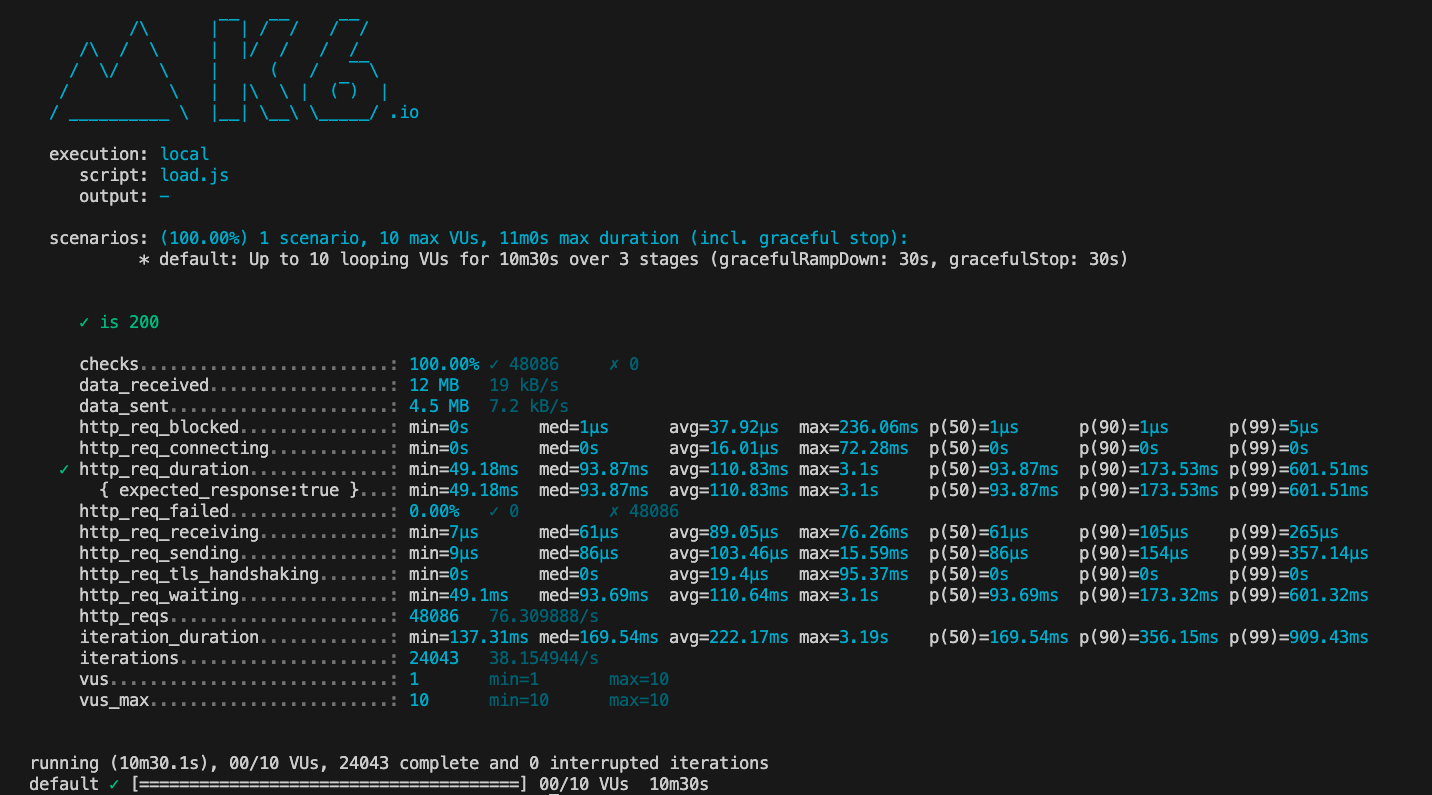 /\      |‾‾| /‾‾/   /‾‾/
     /\  /  \     |  |/  /   /  /
    /  \/    \    |     (   /   ‾‾\
   /          \   |  |\  \ |  (‾)  |
  / __________ \  |__| \__\ \_____/ .io
execution: local
script: load.js
output: -
scenarios: (100.00%) 1 scenario, 10 max VUs, 11m0s max duration (incl. graceful stop):
* default: Up to 10 looping VUs for 10m30s over 3 stages (gracefulRampDown: 30s, gracefulStop: 30s)
✓ is 200
checks.........................: 100.00% ✓ 48086 ✗ 0
data_received..................: 12 MB 19 kB/s
data_sent......................: 4.5 MB 7.2 kB/s
http_req_blocked...............: min=0s med=1µs avg=37.92µs max=236.06ms p(50)=1µs p(90)=1µs p(99)=5µs
http_req_connecting............: min=0s med=0s avg=16.01µs max=72.28ms p(50)=0s p(90)=0s p(99)=0s
✓ http_req_duration..............: min=49.18ms med=93.87ms avg=110.83ms max=3.1s p(50)=93.87ms p(90)=173.53ms p(99)=601.51ms
{ expected_response:true }...: min=49.18ms med=93.87ms avg=110.83ms max=3.1s p(50)=93.87ms p(90)=173.53ms p(99)=601.51ms
http_req_failed................: 0.00% ✓ 0 ✗ 48086
http_req_receiving.............: min=7µs med=61µs avg=89.05µs max=76.26ms p(50)=61µs p(90)=105µs p(99)=265µs
http_req_sending...............: min=9µs med=86µs avg=103.46µs max=15.59ms p(50)=86µs p(90)=154µs p(99)=357.14µs
http_req_tls_handshaking.......: min=0s med=0s avg=19.4µs max=95.37ms p(50)=0s p(90)=0s p(99)=0s
http_req_waiting...............: min=49.1ms med=93.69ms avg=110.64ms max=3.1s p(50)=93.69ms p(90)=173.32ms p(99)=601.32ms
http_reqs......................: 48086 76.309888/s
iteration_duration.............: min=137.31ms med=169.54ms avg=222.17ms max=3.19s p(50)=169.54ms p(90)=356.15ms p(99)=909.43ms
iterations.....................: 24043 38.154944/s
vus............................: 1 min=1 max=10
vus_max........................: 10 min=10 max=10
running (10m30.1s), 00/10 VUs, 24043 complete and 0 interrupted iterations
default ✓ [======================================] 00/10 VUs 10m30s